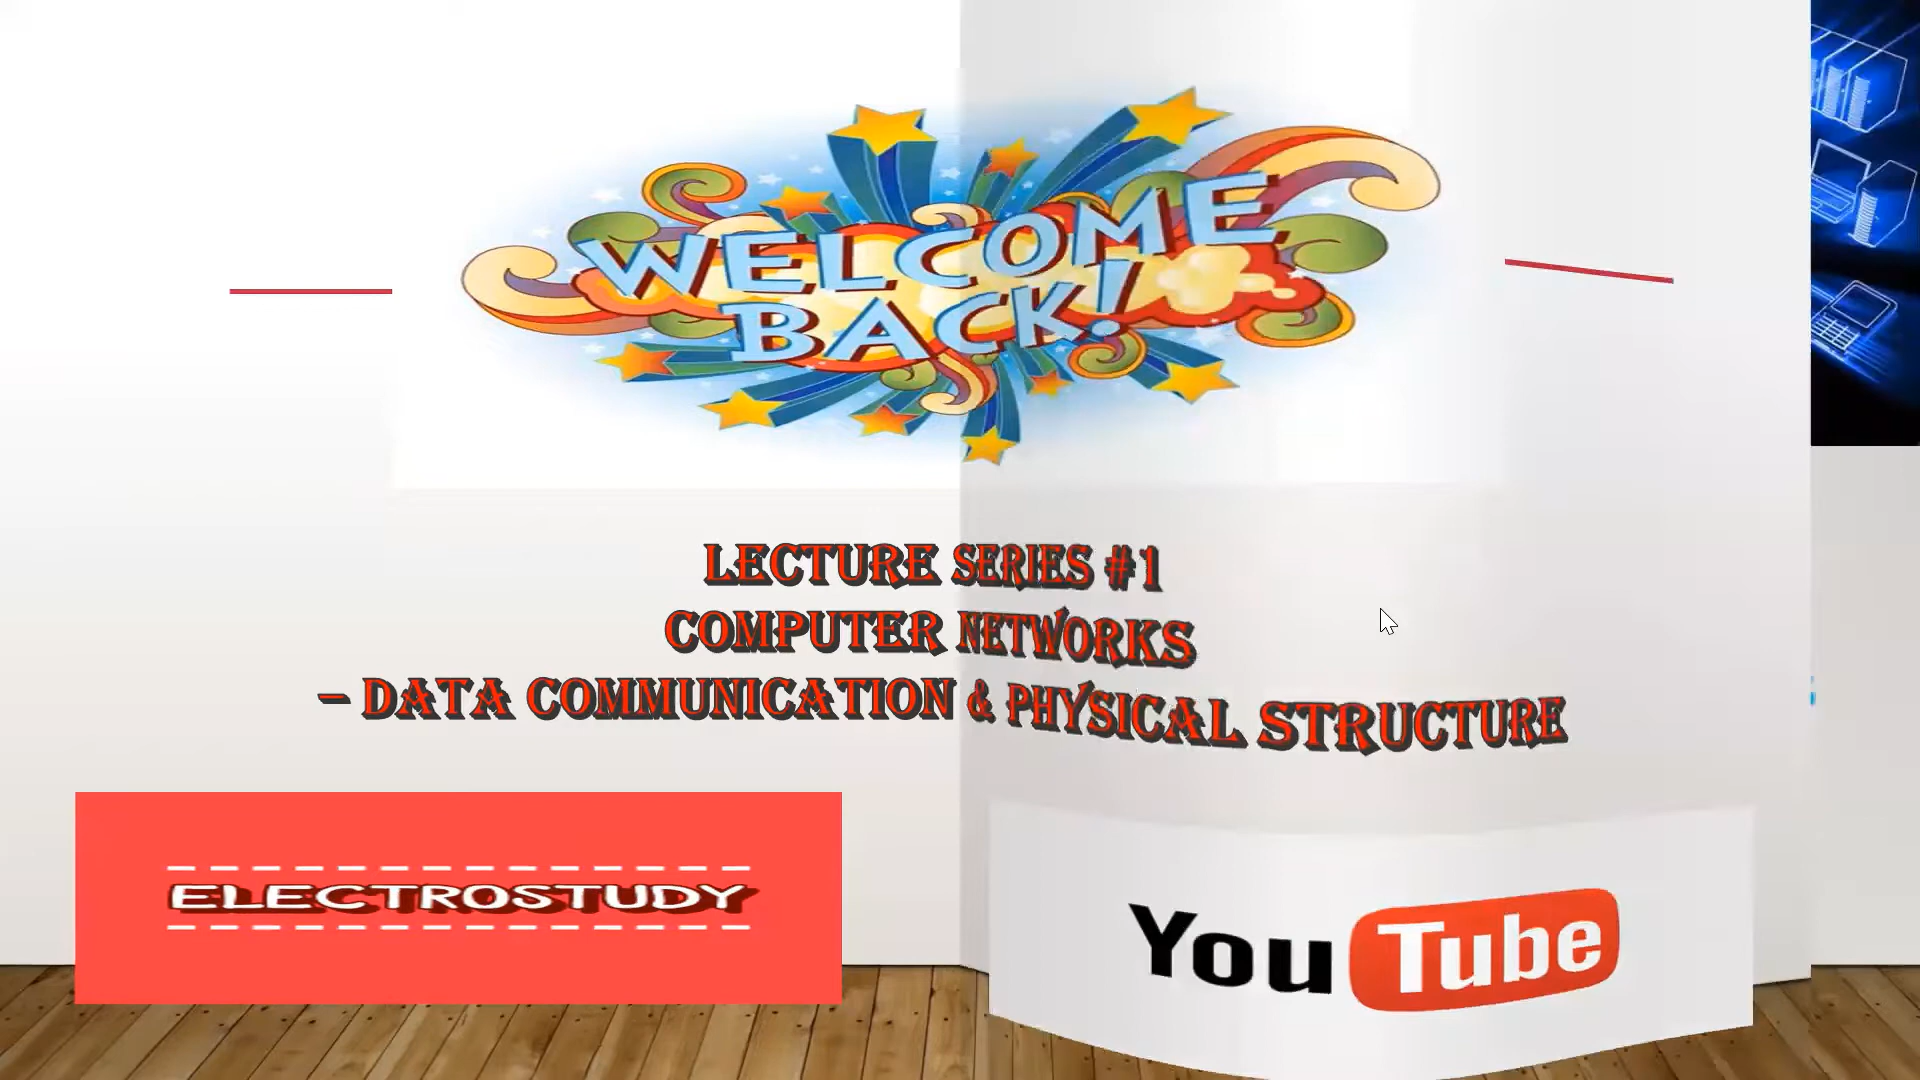 WELCOME
BACK!
LECTURE SERIES #1
COMPUTER NETWORKS
– DATA COMMUNICATION & PHYSICAL STRUCTURE
ELECTROSTUDY
YouTube